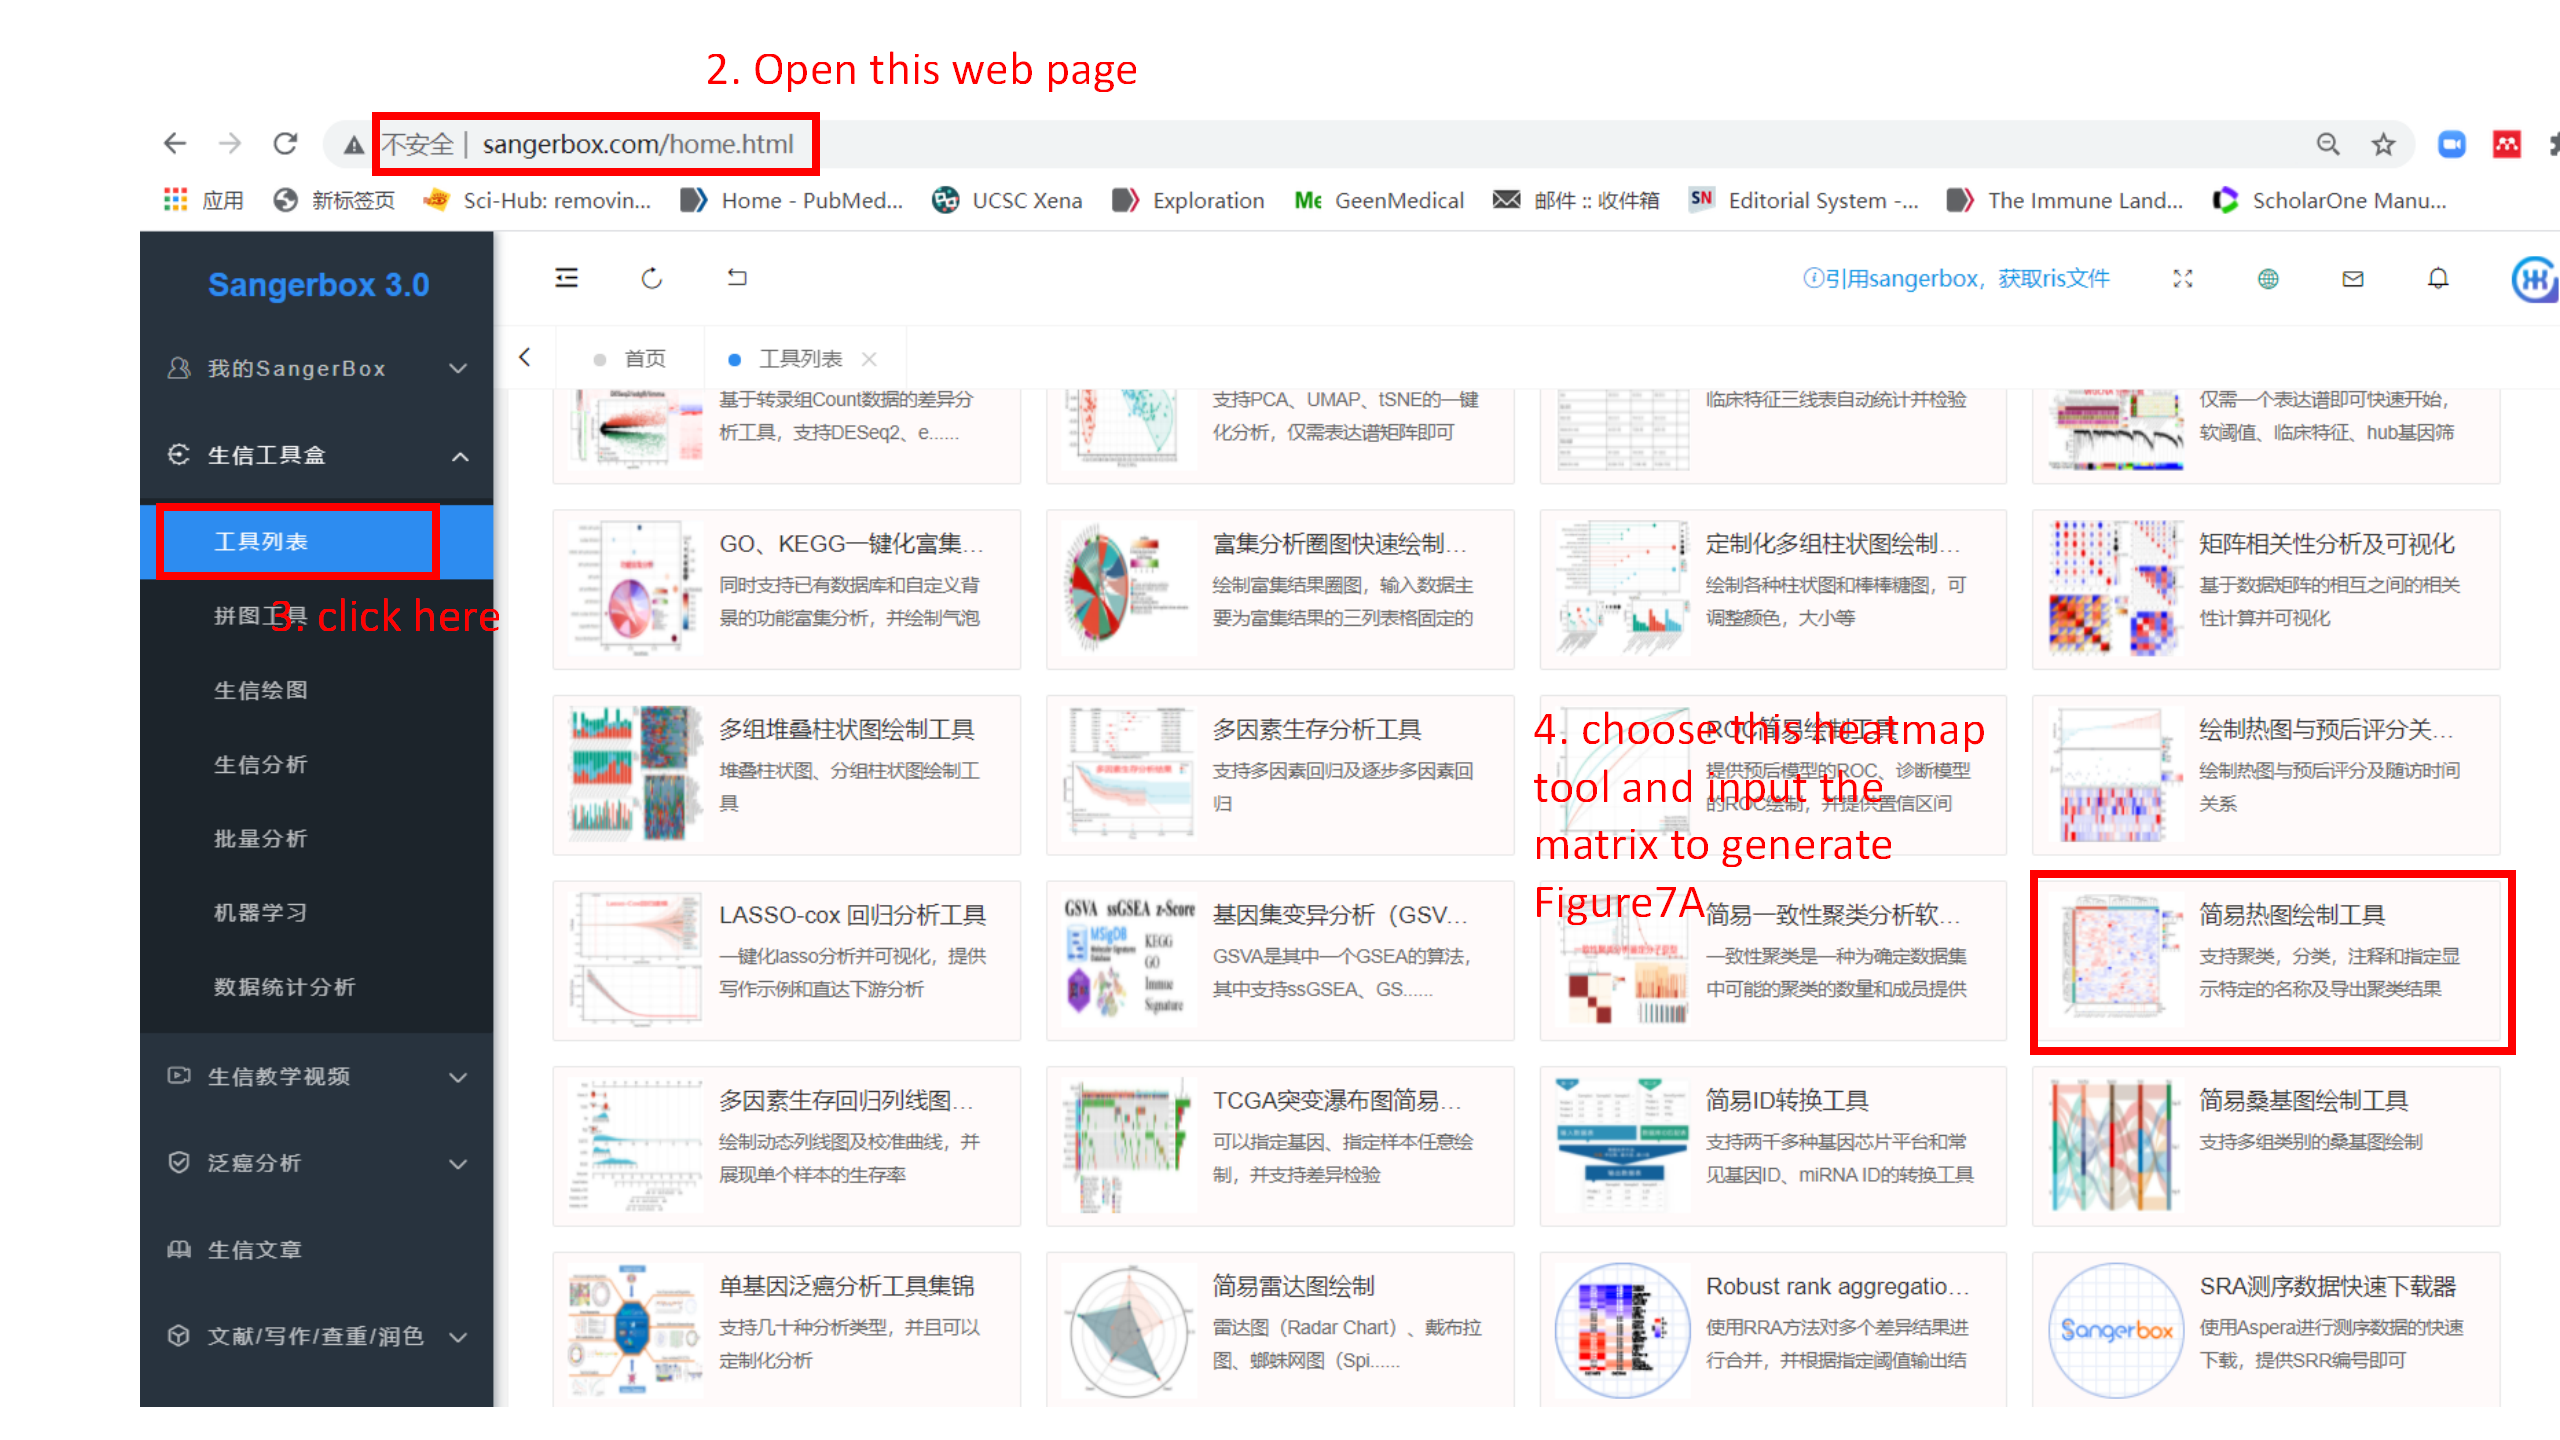 2. Open this web page
不安全 | sangerbox.com/home.html
应用 新标签页 Sci-Hub: removin... Home - PubMed... UCSC Xena Exploration GeenMedical 邮件 :: 收件箱 Editorial System -... The Immune Land... ScholarOne Manu...
Sangerbox 3.0
引用sangerbox，获取ris文件
首页 工具列表
我的SangerBox
生信工具盒
工具列表
3. click here
拼图工具
生信绘图
生信分析
批量分析
机器学习
数据统计分析
生信教学视频
泛癌分析
生信文章
文献/写作/查重/润色
基于转录组Count数据的差异分
析工具，支持DESeq2、e......
支持PCA、UMAP、tSNE的一键
化分析，仅需表达谱矩阵即可
临床特征三线表自动统计并检验
仅需一个表达谱即可快速开始，
软阈值、临床特征、hub基因筛
GO、KEGG一键化富集...
同时支持已有数据库和自定义背
景的功能富集分析，并绘制气泡
富集分析圈图快速绘制...
绘制富集结果圈图，输入数据主
要为富集结果的三列表格固定的
定制化多组柱状图绘制...
绘制各种柱状图和棒棒糖图，可
调整颜色，大小等
矩阵相关性分析及可视化
基于数据矩阵的相互之间的相关
性计算并可视化
多组堆叠柱状图绘制工具
堆叠柱状图、分组柱状图绘制工
具
多因素生存分析工具
支持多因素回归及逐步多因素回
归
ROC简易绘制工具
提供预后模型的ROC、诊断模型
的ROC绘制，并提供置信区间
4. choose this heatmap
tool and input the
matrix to generate
Figure7A
绘制热图与预后评分关...
绘制热图与预后评分及随访时间
关系
LASSO-cox 回归分析工具
一键化lasso分析并可视化，提供
写作示例和直达下游分析
GSVA ssGSEA z-Score
MSigDB
KEGG
GO
Immue
Signature
基因集变异分析（GSV...
GSVA是其中一个GSEA的算法，
其中支持ssGSEA、GS......
简易一致性聚类分析软...
一致性聚类是一种为确定数据集
中可能的聚类的数量和成员提供
简易热图绘制工具
支持聚类，分类，注释和指定显
示特定的名称及导出聚类结果
多因素生存回归列线图...
绘制动态列线图及校准曲线，并
展现单个样本的生存率
TCGA突变瀑布图简易...
可以指定基因、指定样本任意绘
制，并支持差异检验
简易ID转换工具
支持两千多种基因芯片平台和常
见基因ID、miRNA ID的转换工具
简易桑基图绘制工具
支持多组类别的桑基图绘制
单基因泛癌分析工具集锦
支持几十种分析类型，并且可以
定制化分析
简易雷达图绘制
雷达图（Radar Chart）、戴布拉
图、蜘蛛网图（Spi......
Robust rank aggregatio...
使用RRA方法对多个差异结果进
行合并，并根据指定阈值输出结
Sangerbox
SRA测序数据快速下载器
使用Aspera进行测序数据的快速
下载，提供SRR编号即可